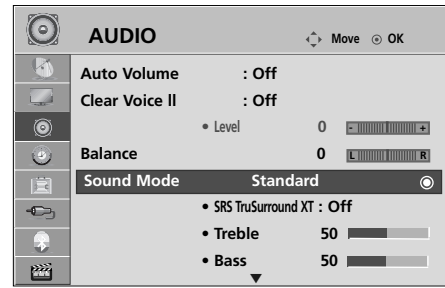 AUDIO Move OK
Auto Volume : Off
Clear Voice ll : Off
• Level 0 - +
Balance 0 L R
Sound Mode Standard
• SRS TruSurround XT : Off
• Treble 50
• Bass 50